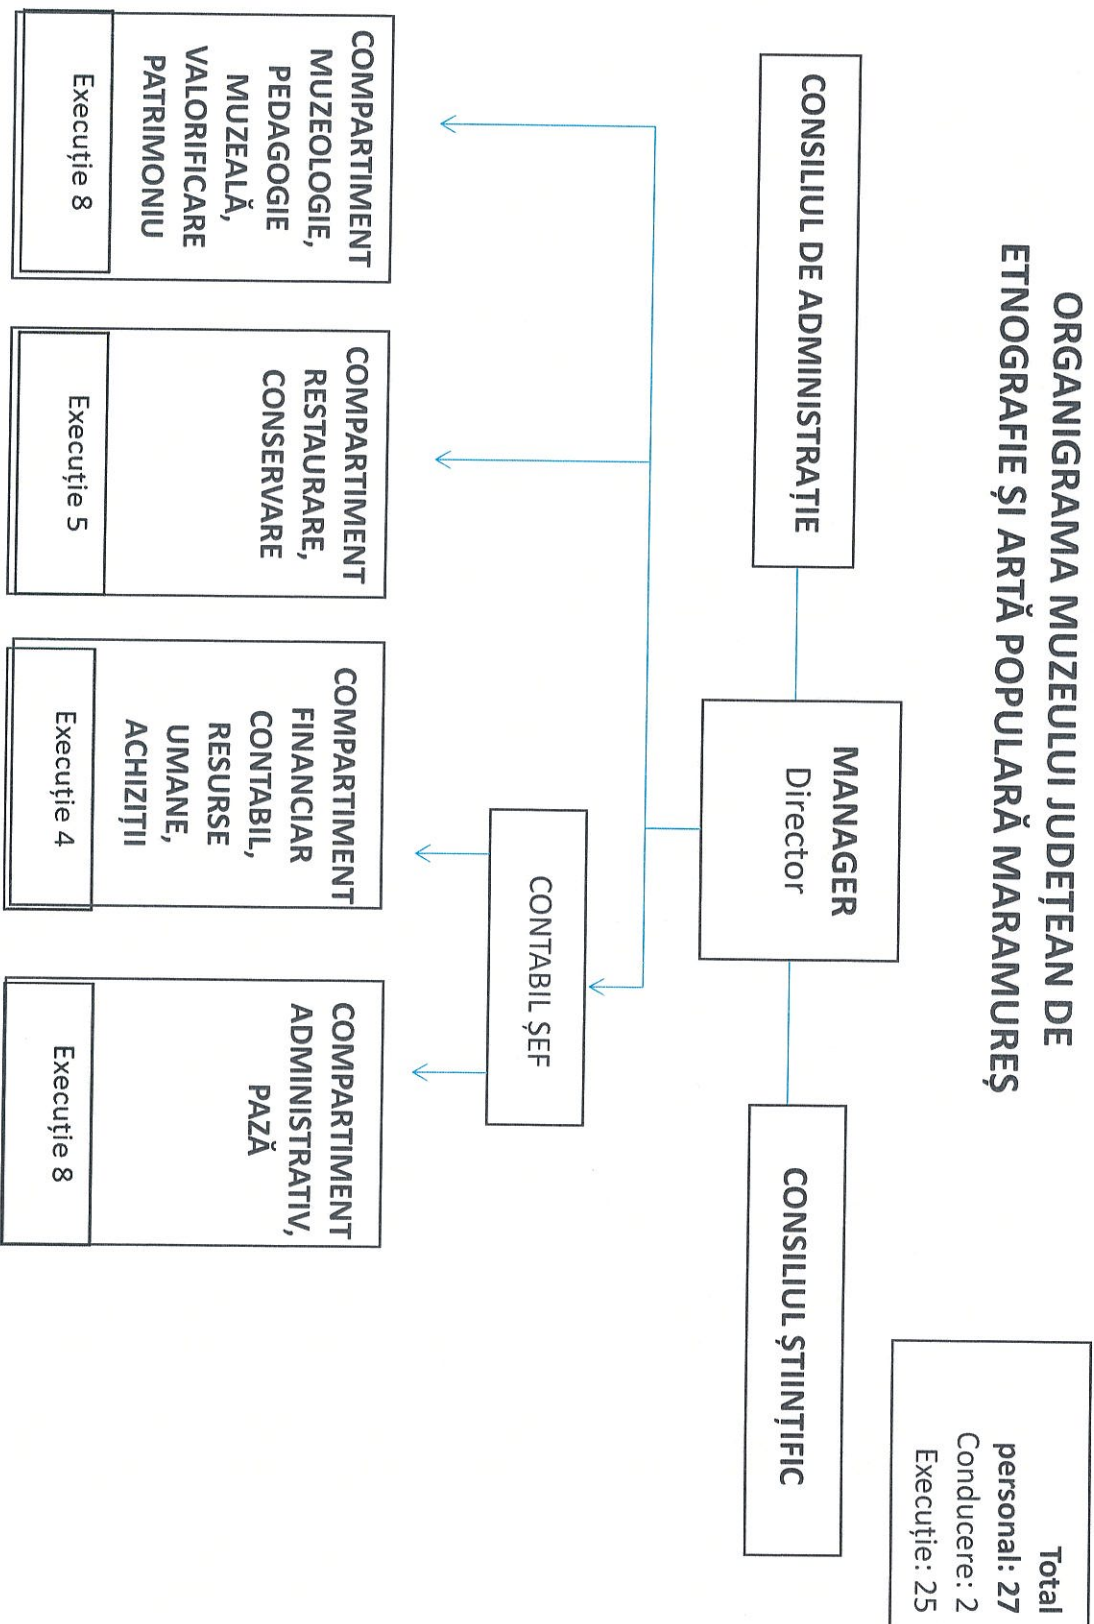 ORGANIGRAMA MUZEULUI JUDEȚEAN DE
ETNOGRAFIE ȘI ARTĂ POPULARĂ MARAMUREȘ
Total
personal: 27
Conducere: 2
Execuție: 25
CONSILIUL DE ADMINISTRAȚIE
MANAGER
Director
CONSILIUL ȘTIINȚIFIC
CONTABIL ȘEF
COMPARTIMENT
MUZEOLOGIE,
PEDAGOGIE
MUZEALĂ,
VALORIFICARE
PATRIMONIU
Execuție 8
COMPARTIMENT
RESTAURARE,
CONSERVARE
Execuție 5
COMPARTIMENT
FINANCIAR
CONTABIL,
RESURSE
UMANE,
ACHIZIȚII
Execuție 4
COMPARTIMENT
ADMINISTRATIV,
PAZĂ
Execuție 8